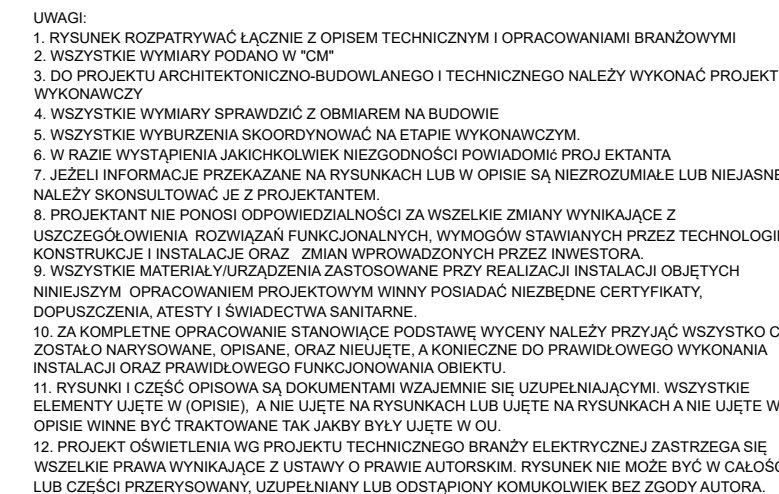 UWAGI:
1. RYSUNEK ROZPATRYWAĆ ŁĄCZNIE Z OPISEM TECHNICZNYM I OPRACOWANIAMI BRANŻOWYMI
2. WSZYSTKIE WYMIARY PODANO W "CM"
3. DO PROJEKTU ARCHITEKTONICZNO-BUDOWLANEGO I TECHNICZNEGO NALEŻY WYKONAĆ PROJEKT
WYKONAWCZY
4. WSZYSTKIE WYMIARY SPRAWDZIĆ Z OBMIAREM NA BUDOWIE
5. WSZYSTKIE WYBURZENIA SKOORDYNOWAĆ NA ETAPIE WYKONAWCZYM.
6. W RAZIE WYSTĄPIENIA JAKICHKOLWIEK NIEZGODNOŚCI POWIADOMIć PROJ EKTANTA
7. JEŻELI INFORMACJE PRZEKAZANE NA RYSUNKACH LUB W OPISIE SĄ NIEZROZUMIAŁE LUB NIEJASNE
NALEŻY SKONSULTOWAĆ JE Z PROJEKTANTEM.
8. PROJEKTANT NIE PONOSI ODPOWIEDZIALNOŚCI ZA WSZELKIE ZMIANY WYNIKAJĄCE Z
USZCZEGÓŁOWIENIA ROZWIĄZAŃ FUNKCJONALNYCH, WYMOGÓW STAWIANYCH PRZEZ TECHNOLOGI
KONSTRUKCJE I INSTALACJE ORAZ ZMIAN WPROWADZONYCH PRZEZ INWESTORA.
9. WSZYSTKIE MATERIAŁY/URZĄDZENIA ZASTOSOWANE PRZY REALIZACJI INSTALACJI OBJĘTYCH
NINIEJSZYM OPRACOWANIEM PROJEKTOWYM WINNY POSIADAĆ NIEZBĘDNE CERTYFIKATY,
DOPUSZCZENIA, ATESTY I ŚWIADECTWA SANITARNE.
10. ZA KOMPLETNE OPRACOWANIE STANOWIĄCE PODSTAWĘ WYCENY NALEŻY PRZYJĄĆ WSZYSTKO C
ZOSTAŁO NARYSOWANE, OPISANE, ORAZ NIEUJĘTE, A KONIECZNE DO PRAWIDŁOWEGO WYKONANIA
INSTALACJI ORAZ PRAWIDŁOWEGO FUNKCJONOWANIA OBIEKTU.
11. RYSUNKI I CZĘŚĆ OPISOWA SĄ DOKUMENTAMI WZAJEMNIE SIĘ UZUPEŁNIAJĄCYMI. WSZYSTKIE
ELEMENTY UJĘTE W (OPISIE), A NIE UJĘTE NA RYSUNKACH LUB UJĘTE NA RYSUNKACH A NIE UJĘTE W
OPISIE WINNE BYĆ TRAKTOWANE TAK JAKBY BYŁY UJĘTE W OU.
12. PROJEKT OŚWIETLENIA WG PROJEKTU TECHNICZNEGO BRANŻY ELEKTRYCZNEJ ZASTRZEGA SIĘ
WSZELKIE PRAWA WYNIKAJĄCE Z USTAWY O PRAWIE AUTORSKIM. RYSUNEK NIE MOŻE BYĆ W CAŁOŚC
LUB CZĘŚCI PRZERYSOWANY, UZUPEŁNIANY LUB ODSTĄPIONY KOMUKOLWIEK BEZ ZGODY AUTORA.